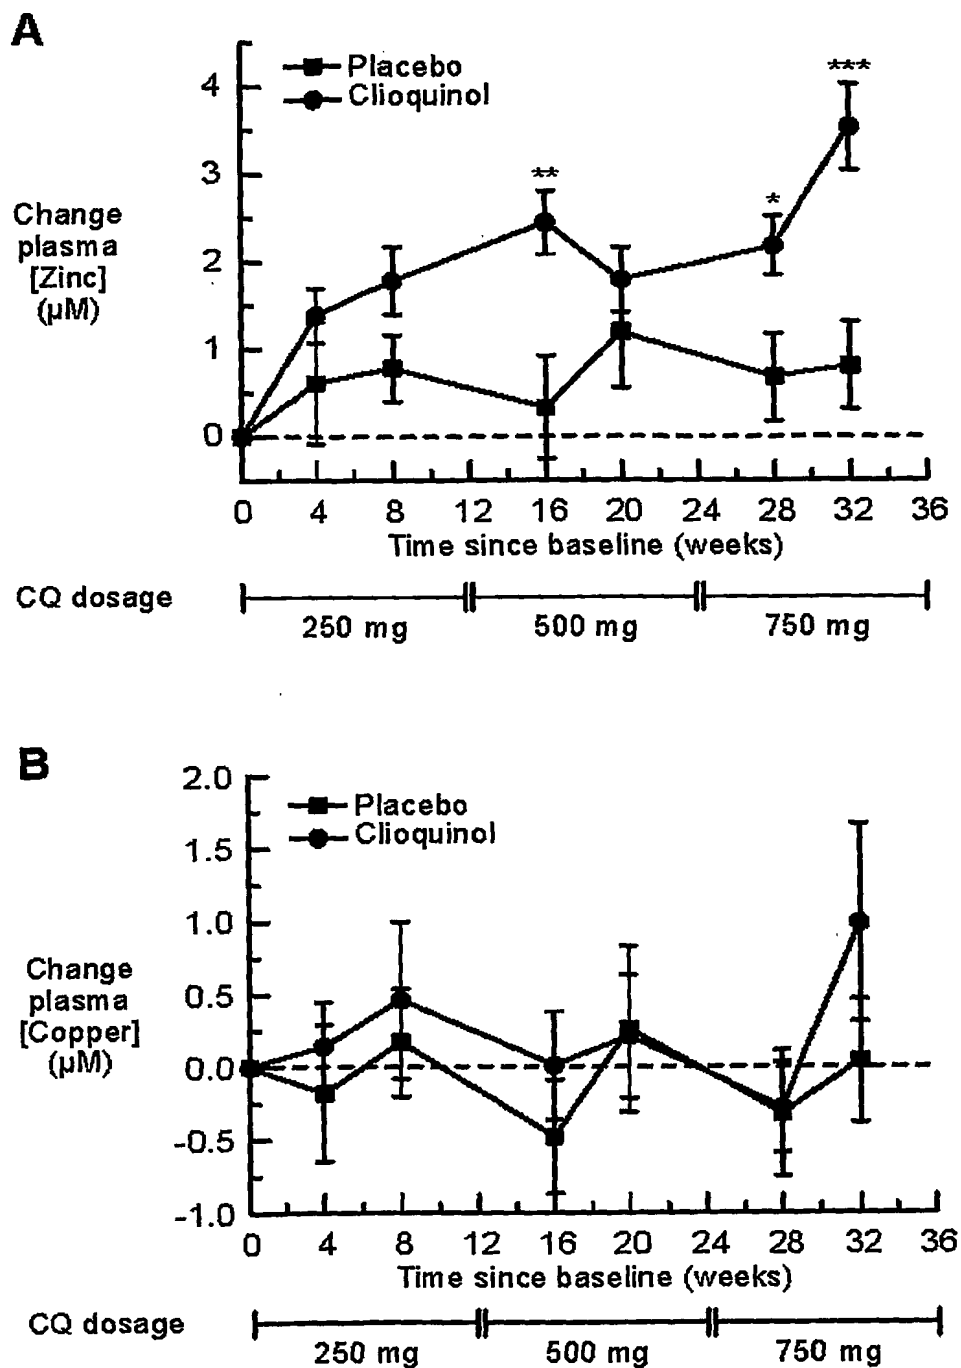 A
Placebo
Clioquinol
***
**
*
4
3
2
1
0
Change
plasma
[Zinc]
(µM)
0 4 8 12 16 20 24 28 32 36
Time since baseline (weeks)
CQ dosage
250 mg 500 mg 750 mg
B
Placebo
Clioquinol
2.0
1.5
1.0
0.5
0.0
-0.5
-1.0
Change
plasma
[Copper]
(µM)
0 4 8 12 16 20 24 28 32 36
Time since baseline (weeks)
CQ dosage
250 mg 500 mg 750 mg